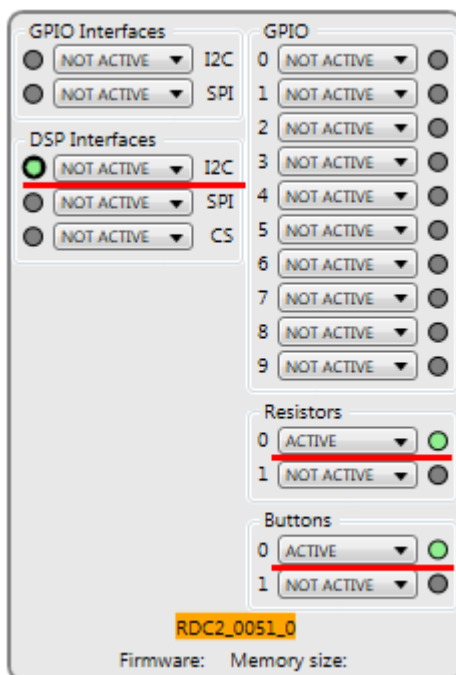 GPIO Interfaces
NOT ACTIVE I2C
NOT ACTIVE SPI
DSP Interfaces
NOT ACTIVE I2C
NOT ACTIVE SPI
NOT ACTIVE CS
GPIO
0 NOT ACTIVE
1 NOT ACTIVE
2 NOT ACTIVE
3 NOT ACTIVE
4 NOT ACTIVE
5 NOT ACTIVE
6 NOT ACTIVE
7 NOT ACTIVE
8 NOT ACTIVE
9 NOT ACTIVE
Resistors
0 ACTIVE
1 NOT ACTIVE
Buttons
0 ACTIVE
1 NOT ACTIVE
RDC2_0051_0
Firmware: Memory size: